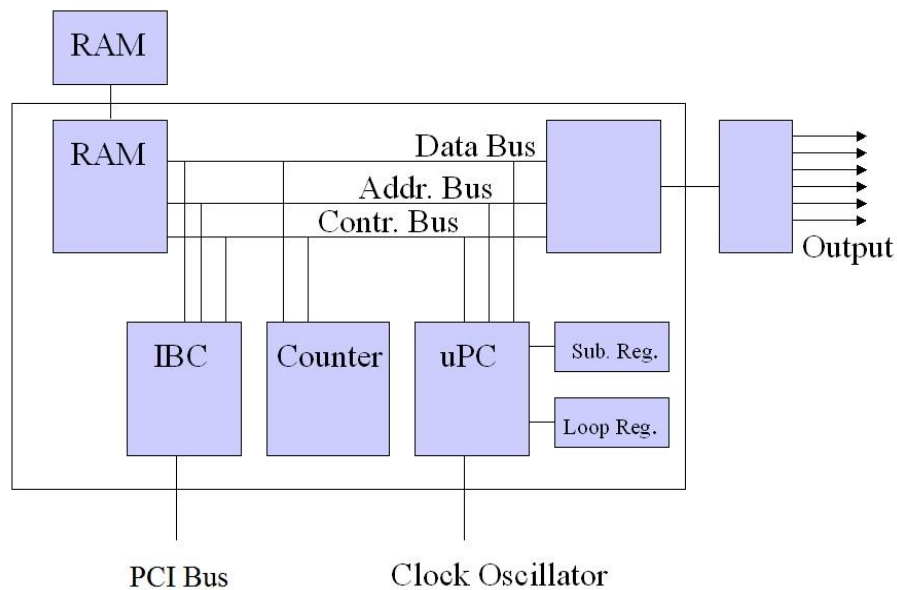 RAM
RAM
Data Bus
Addr. Bus
Contr. Bus
Output
IBC
Counter
uPC
Sub. Reg.
Loop Reg.
PCI Bus
Clock Oscillator